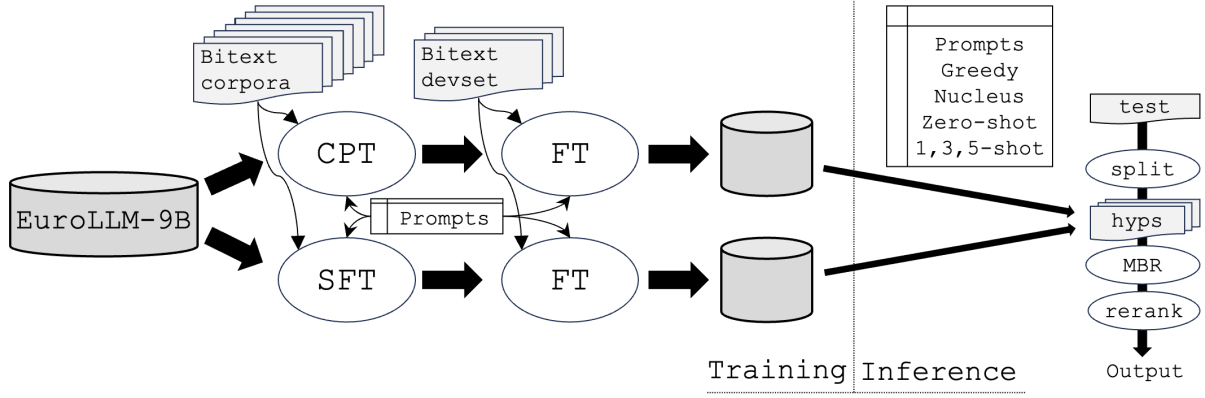 Bitext
corpora
Bitext
devset
EuroLLM-9B
CPT
FT
Prompts
SFT
FT
Training
Inference
Prompts
Greedy
Nucleus
Zero-shot
1,3,5-shot
test
split
hyps
MBR
rerank
Output